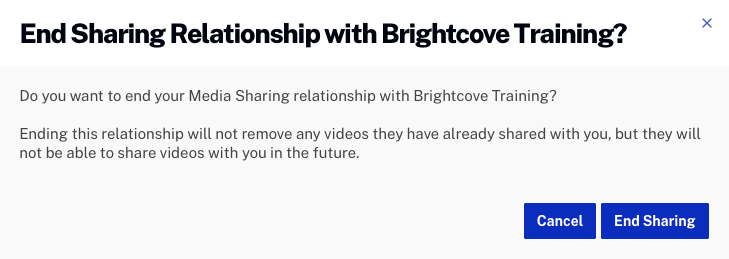 End Sharing Relationship with Brightcove Training?
Do you want to end your Media Sharing relationship with Brightcove Training?
Ending this relationship will not remove any videos they have already shared with you, but they will
not be able to share videos with you in the future.
Cancel
End Sharing